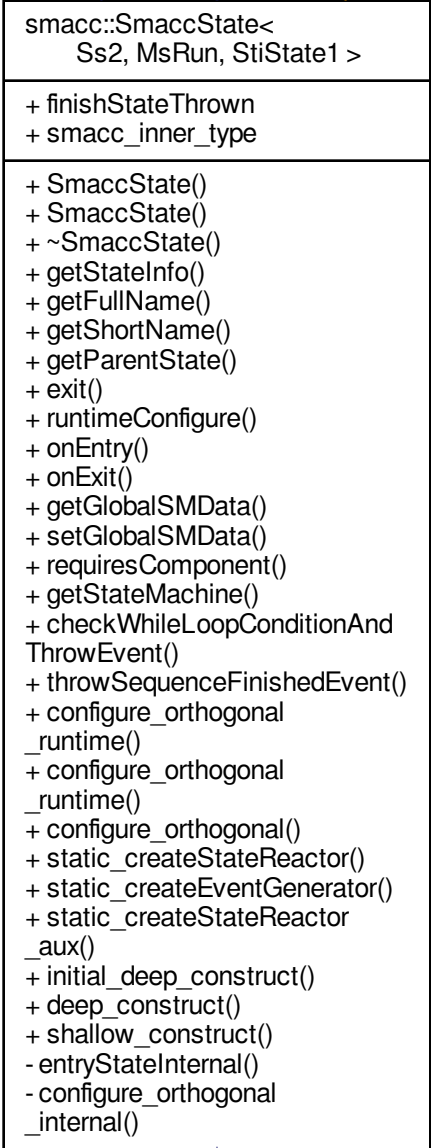 smacc::SmaccState<
Ss2, MsRun, StiState1 >
+ finishStateThrown
+ smacc_inner_type
+ SmaccState()
+ SmaccState()
+ ~SmaccState()
+ getStateInfo()
+ getFullName()
+ getShortName()
+ getParentState()
+ exit()
+ runtimeConfigure()
+ onEntry()
+ onExit()
+ getGlobalSMData()
+ setGlobalSMData()
+ requiresComponent()
+ getStateMachine()
+ checkWhileLoopConditionAnd
ThrowEvent()
+ throwSequenceFinishedEvent()
+ configure_orthogonal
_runtime()
+ configure_orthogonal
_runtime()
+ configure_orthogonal()
+ static_createStateReactor()
+ static_createEventGenerator()
+ static_createStateReactor
_aux()
+ initial_deep_construct()
+ deep_construct()
+ shallow_construct()
- entryStateInternal()
- configure_orthogonal
_internal()